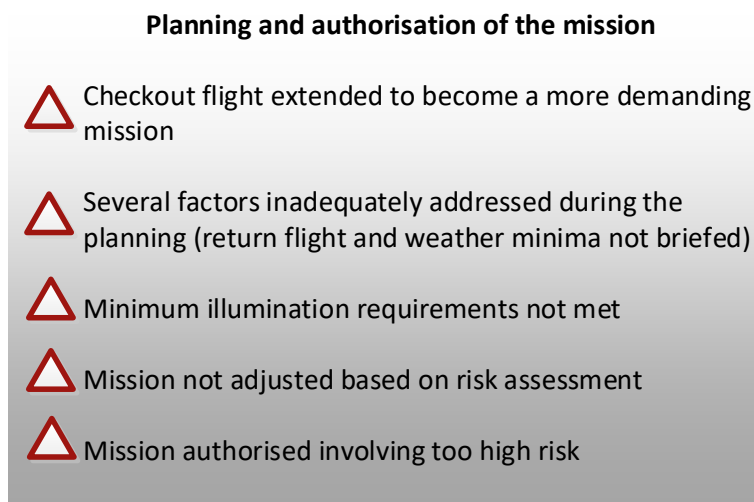 Planning and authorisation of the mission
Checkout flight extended to become a more demanding
mission
Several factors inadequately addressed during the
planning (return flight and weather minima not briefed)
Minimum illumination requirements not met
Mission not adjusted based on risk assessment
Mission authorised involving too high risk